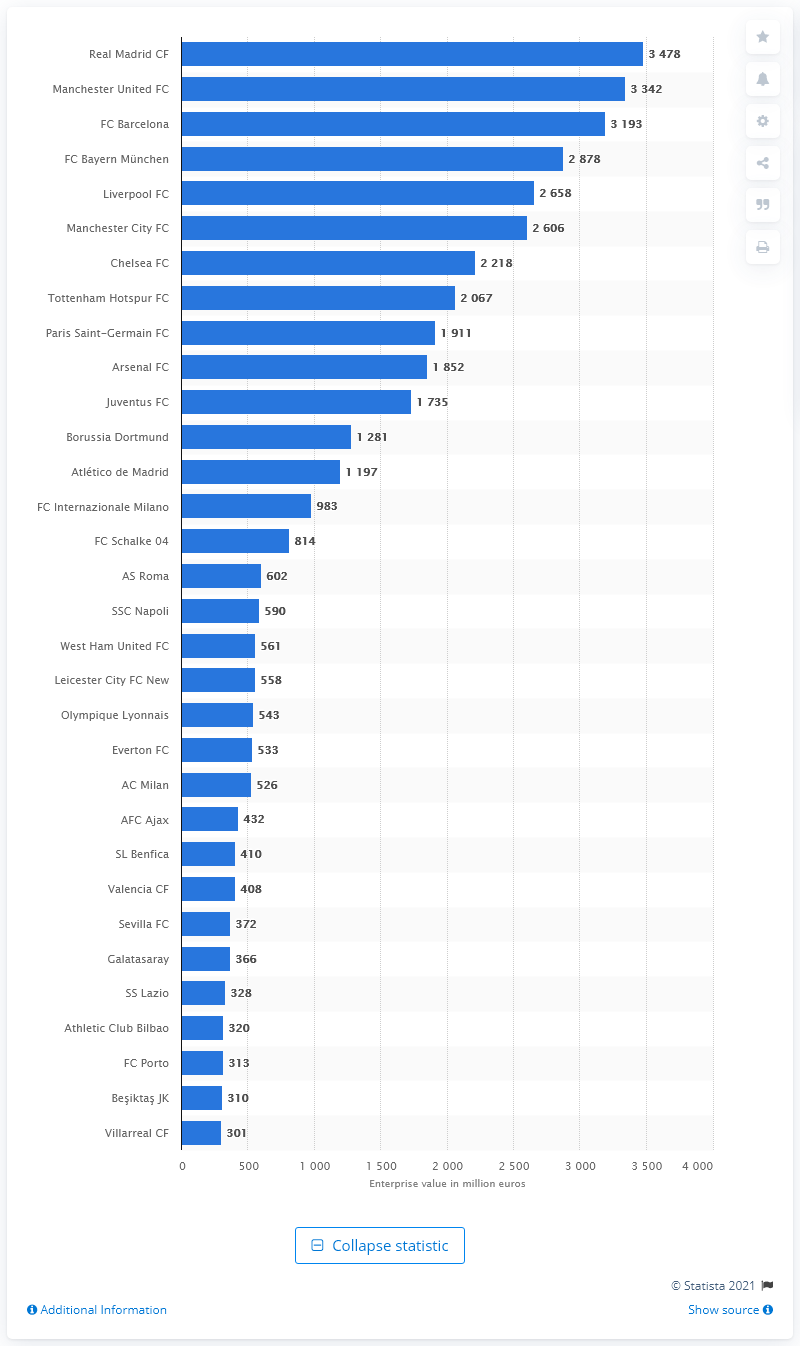 Real Madrid CF 3 478
Manchester United FC 3 342
FC Barcelona 3 193
FC Bayern München 2 878
Liverpool FC 2 658
Manchester City FC 2 606
Chelsea FC 2 218
Tottenham Hotspur FC 2 067
Paris Saint-Germain FC 1 911
Arsenal FC 1 852
Juventus FC 1 735
Borussia Dortmund 1 281
Atlético de Madrid 1 197
FC Internazionale Milano 983
FC Schalke 04 814
AS Roma 602
SSC Napoli 590
West Ham United FC 561
Leicester City FC New 558
Olympique Lyonnais 543
Everton FC 533
AC Milan 526
AFC Ajax 432
SL Benfica 410
Valencia CF 408
Sevilla FC 372
Galatasaray 366
SS Lazio 328
Athletic Club Bilbao 320
FC Porto 313
Beşiktaş JK 310
Villarreal CF 301
0 500 1 000 1 500 2 000 2 500 3 000 3 500 4 000
Enterprise value in million euros
Collapse statistic
© Statista 2021
Additional Information Show source